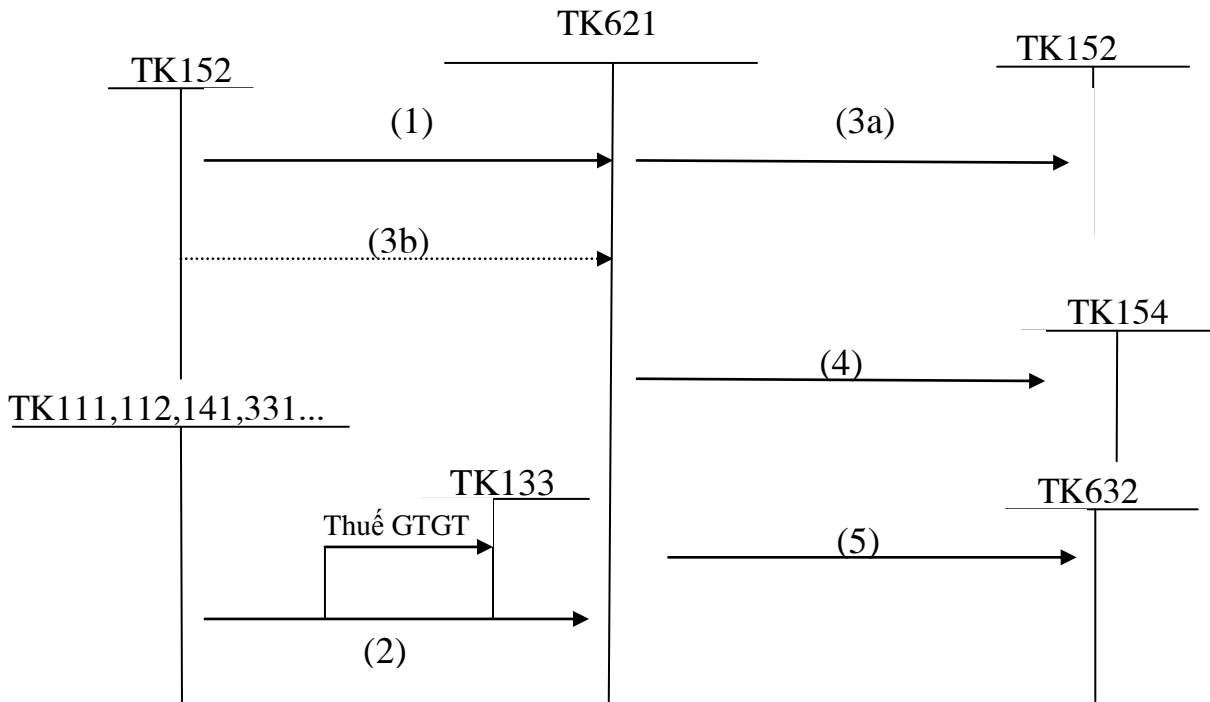 TK621
TK152
TK152
(1)
(3a)
(3b)
TK154
(4)
TK111,112,141,331...
TK133
TK632
Thuế GTGT
(5)
(2)